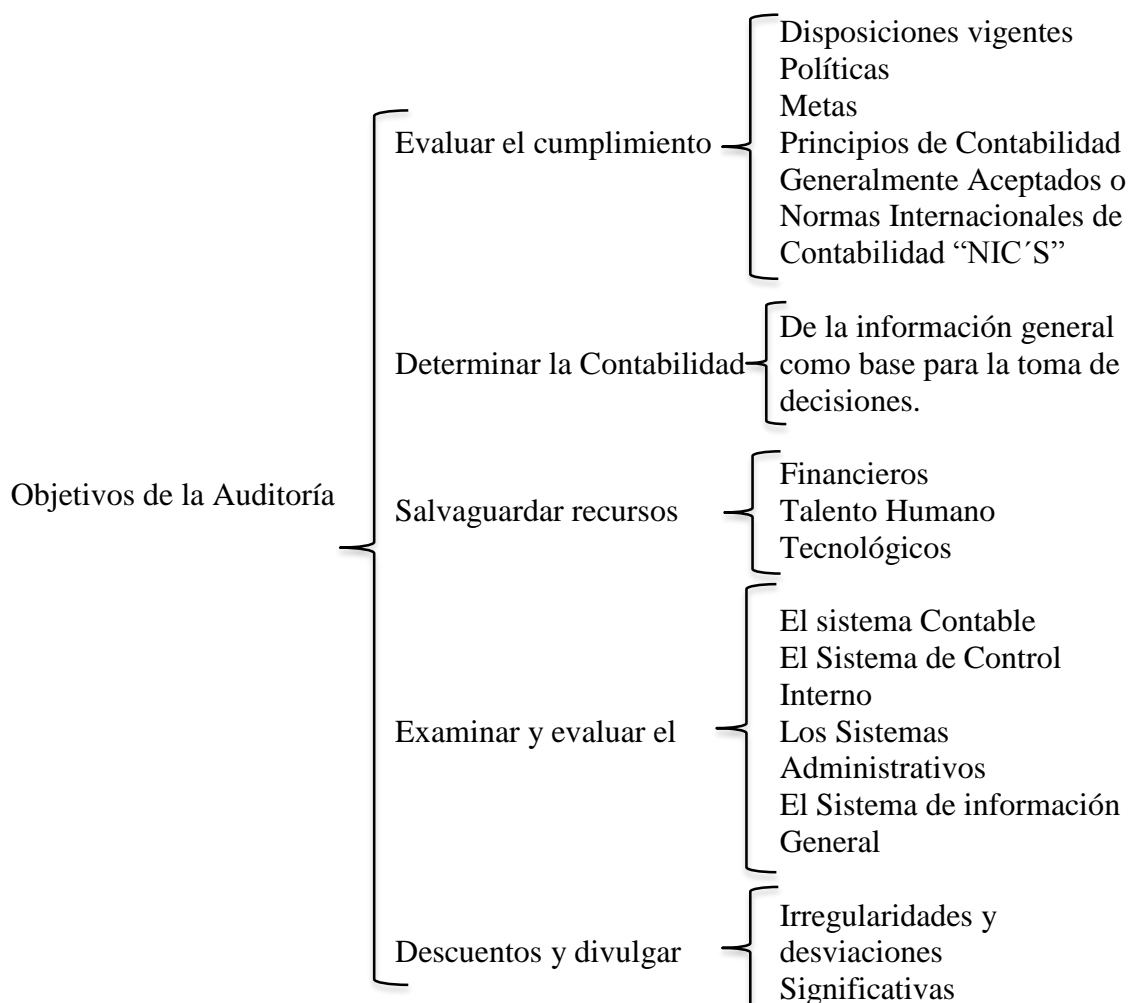 Objetivos de la Auditoría
Evaluar el cumplimiento
Disposiciones vigentes
Políticas
Metas
Principios de Contabilidad
Generalmente Aceptados o
Normas Internacionales de
Contabilidad “NIC´S”
Determinar la Contabilidad
De la información general
como base para la toma de
decisiones.
Salvaguardar recursos
Financieros
Talento Humano
Tecnológicos
Examinar y evaluar el
El sistema Contable
El Sistema de Control
Interno
Los Sistemas
Administrativos
El Sistema de información
General
Descuentos y divulgar
Irregularidades y
desviaciones
Significativas